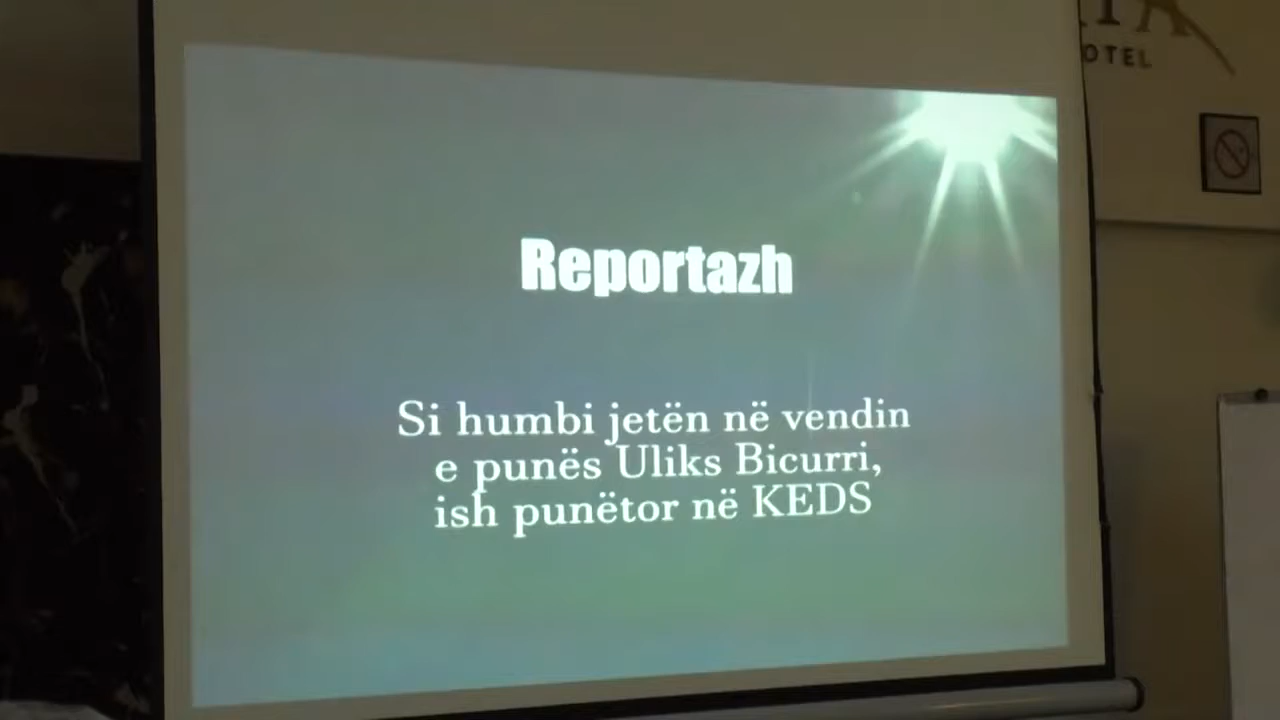 OTEL
Reportazh
Si humbi jetën në vendin
e punës Uliks Bicurri,
ish punëtor në KEDS